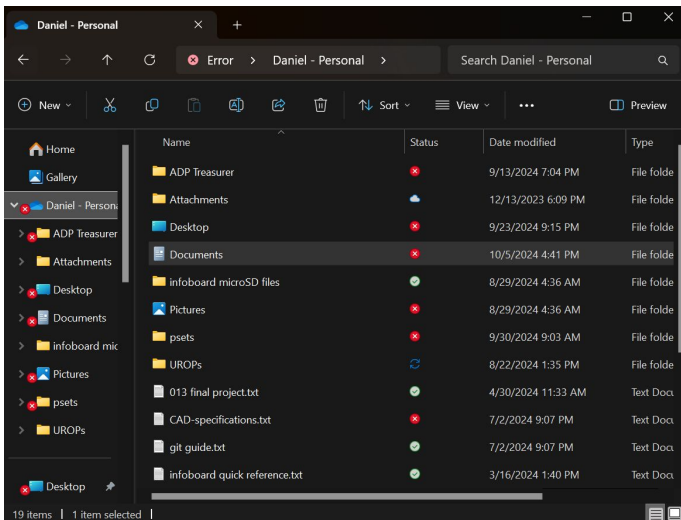 Daniel - Personal
Error > Daniel - Personal >
Search Daniel - Personal
New
Sort
View
Preview
Name Status Date modified Type
Home
Gallery
Daniel - Persona
ADP Treasurer
Attachments
Desktop
Documents
infoboard mic
Pictures
psets
UROPs
Desktop
ADP Treasurer 9/13/2024 7:04 PM File folde
Attachments 12/13/2023 6:09 PM File folde
Desktop 9/23/2024 9:15 PM File folde
Documents 10/5/2024 4:41 PM File folde
infoboard microSD files 8/29/2024 4:36 AM File folde
Pictures 8/29/2024 4:36 AM File folde
psets 9/30/2024 9:03 AM File folde
UROPs 8/22/2024 1:35 PM File folde
013 final project.txt 4/30/2024 11:33 AM Text Docu
CAD-specifications.txt 7/2/2024 9:07 PM Text Docu
git guide.txt 7/2/2024 9:07 PM Text Docu
infoboard quick reference.txt 3/16/2024 1:40 PM Text Docu
19 items | 1 item selected |